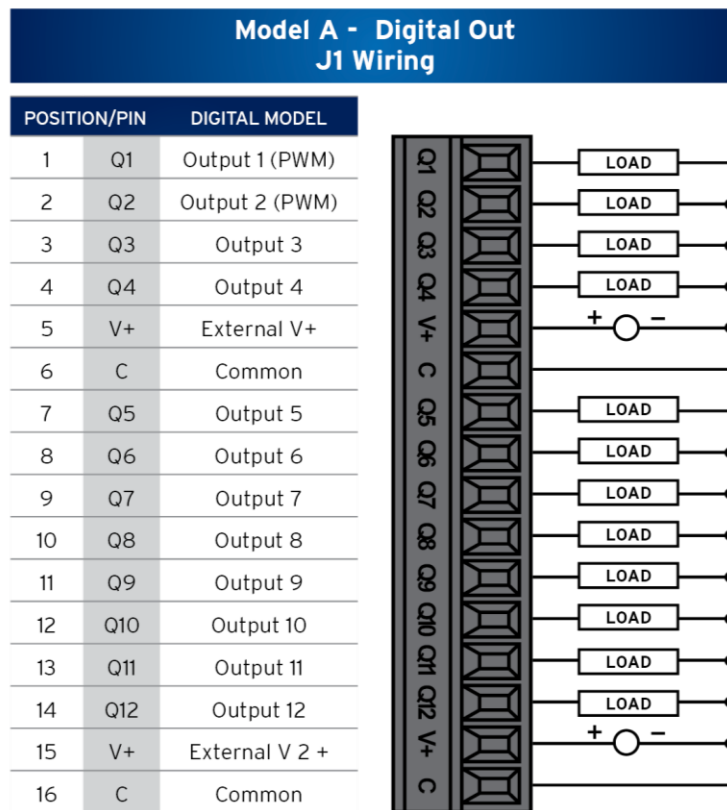 Model A - Digital Out
J1 Wiring
POSITION/PIN DIGITAL MODEL
1 Q1 Output 1 (PWM)
2 Q2 Output 2 (PWM)
3 Q3 Output 3
4 Q4 Output 4
5 V+ External V+
6 C Common
7 Q5 Output 5
8 Q6 Output 6
9 Q7 Output 7
10 Q8 Output 8
11 Q9 Output 9
12 Q10 Output 10
13 Q11 Output 11
14 Q12 Output 12
15 V+ External V 2 +
16 C Common
Q1 LOAD
Q2 LOAD
Q3 LOAD
Q4 LOAD
V+ + −
C
Q5 LOAD
Q6 LOAD
Q7 LOAD
Q8 LOAD
Q9 LOAD
Q10 LOAD
Q11 LOAD
Q12 LOAD
V+ + −
C